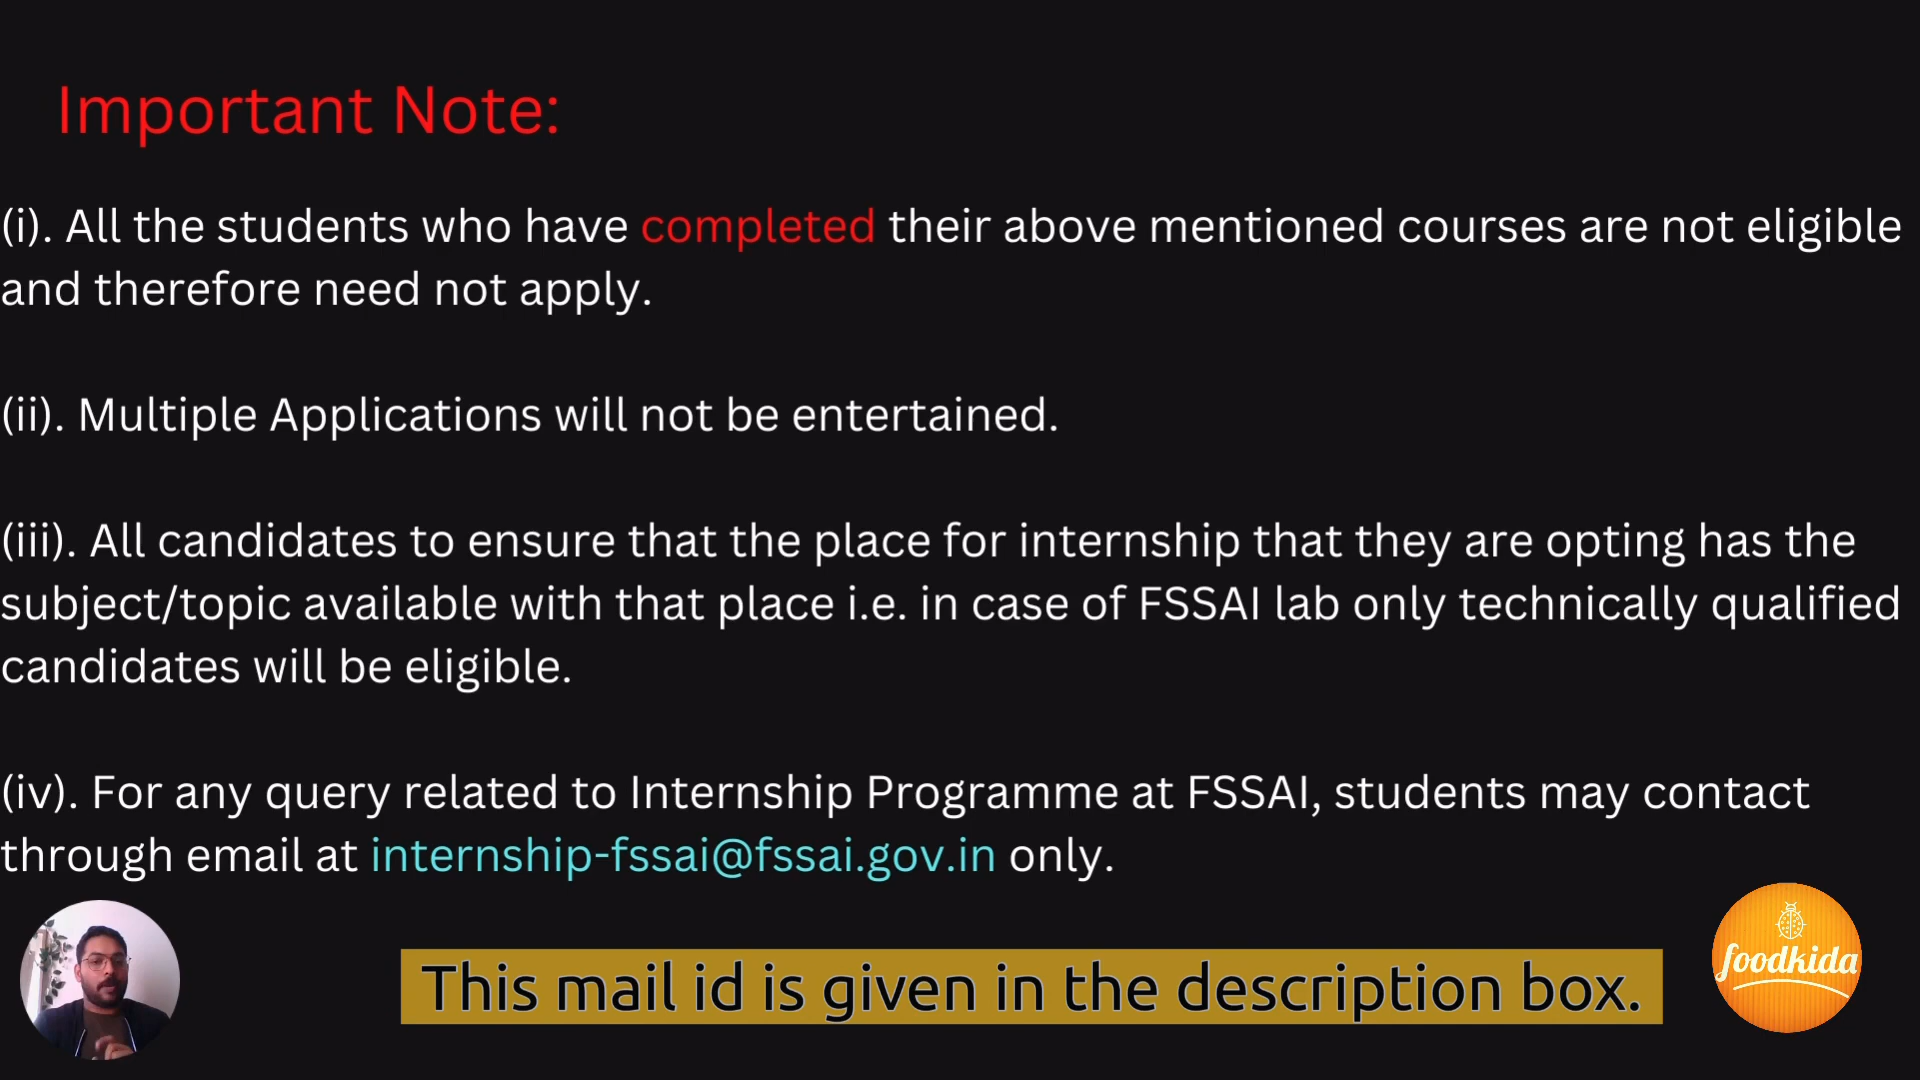 Important Note:
(i). All the students who have completed their above mentioned courses are not eligible
and therefore need not apply.
(ii). Multiple Applications will not be entertained.
(iii). All candidates to ensure that the place for internship that they are opting has the
subject/topic available with that place i.e. in case of FSSAI lab only technically qualified
candidates will be eligible.
(iv). For any query related to Internship Programme at FSSAI, students may contact
through email at internship-fssai@fssai.gov.in only.
This mail id is given in the description box.
foodkida